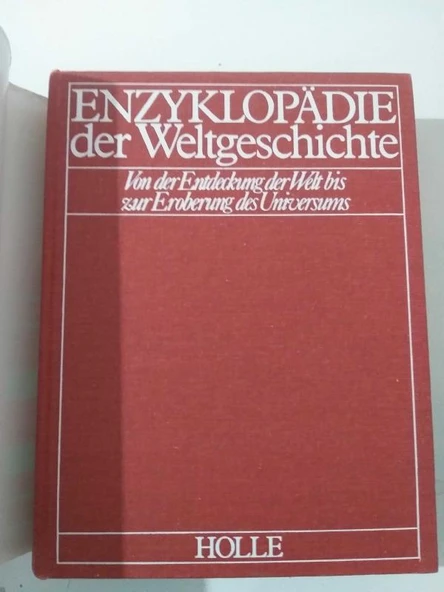 ENZYKLOPÄDIE
der Weltgeschichte
Von der Entdeckung der Welt bis
zur Eroberung des Universums
HOLLE